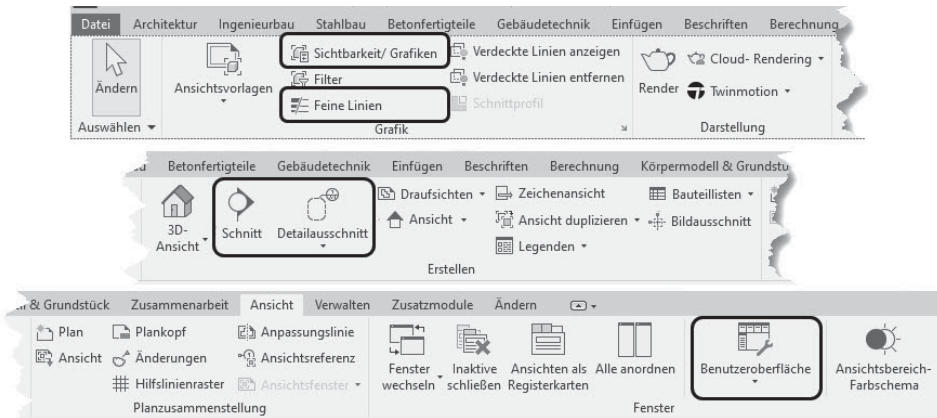 Datei Architektur Ingenieurbau Stahlbau Betonfertigteile Gebäudetechnik Einfügen Beschriften Berechnung
Ändern
Ansichtsvorlagen
Sichtbarkeit/ Grafiken
Filter
Feine Linien
Verdeckte Linien anzeigen
Verdeckte Linien entfernen
Schnittprofil
Render
Cloud- Rendering
Twinmotion
Auswählen Grafik Darstellung
Betonfertigteile Gebäudetechnik Einfügen Beschriften Berechnung Körpermodell & Grundstü
3D-
Ansicht
Schnitt
Detailausschnitt
Draufsichten
Ansicht
Zeichenansicht
Ansicht duplizieren
Legenden
Bauteillisten
Bildausschnitt
Erstellen
& Grundstück Zusammenarbeit Ansicht Verwalten Zusatzmodule Ändern
Plan
Ansicht
Plankopf
Änderungen
Hilfslinienraster
Anpassungslinie
Ansichtsreferenz
Ansichtsfenster
Fenster
wechseln
Inaktive
schließen
Ansichten als
Registerkarten
Alle anordnen
Benutzeroberfläche
Ansichtsbereich-
Farbschema
Planzusammenstellung Fenster